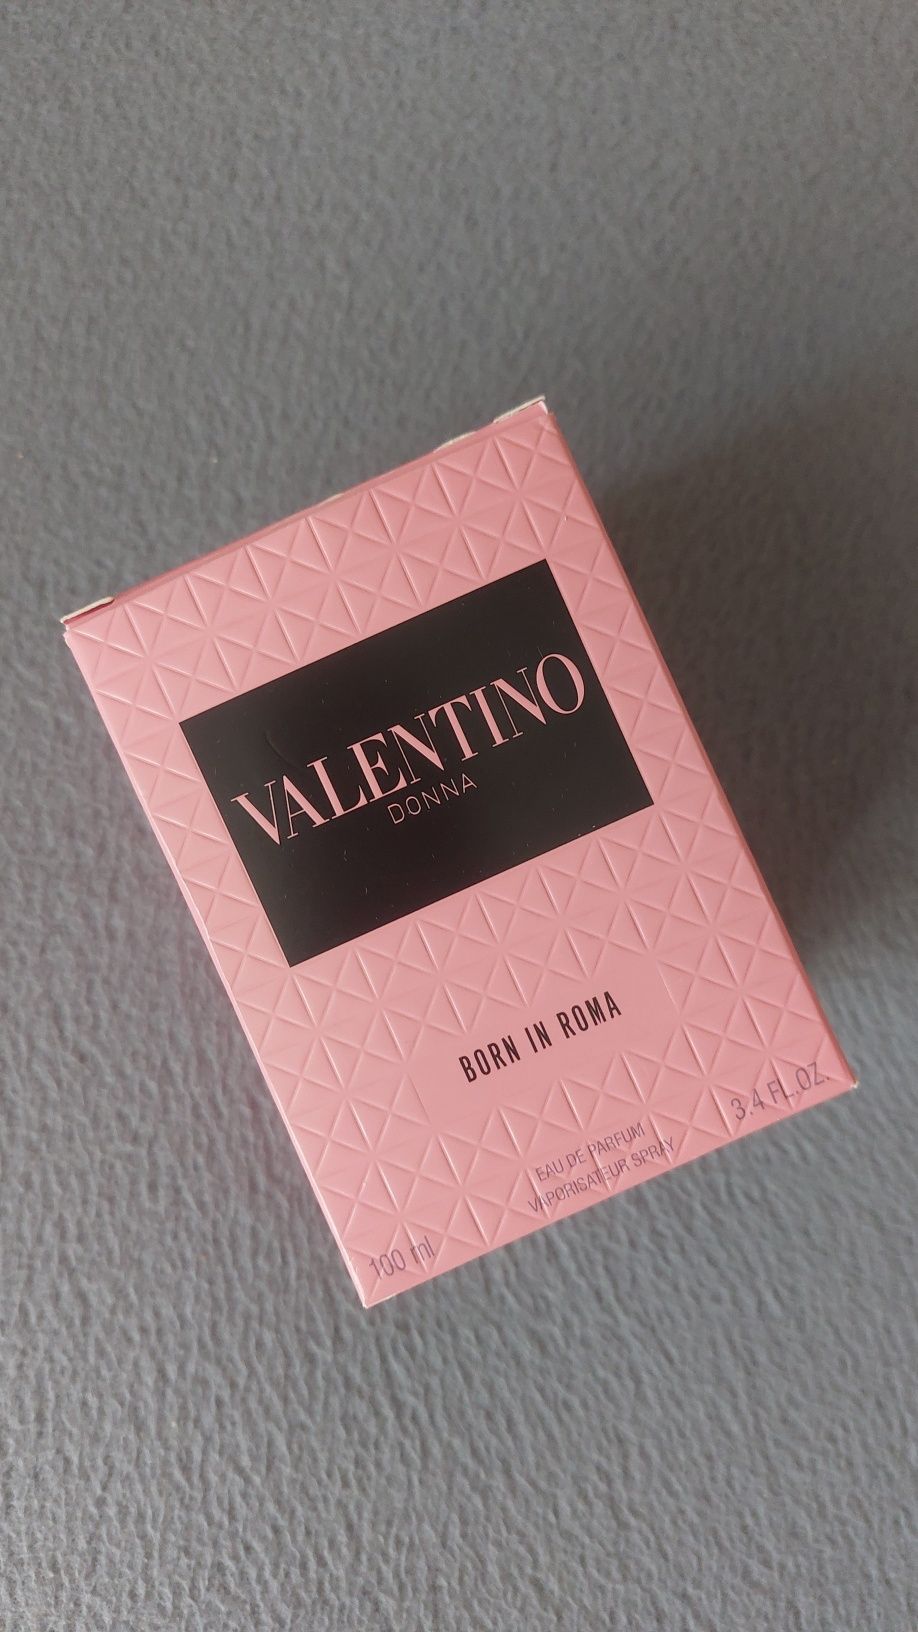 VALENTINO
DONNA
BORN IN ROMA
EAU DE PARFUM
VAPORISATEUR SPRAY
100 ml
3.4 FL.OZ.